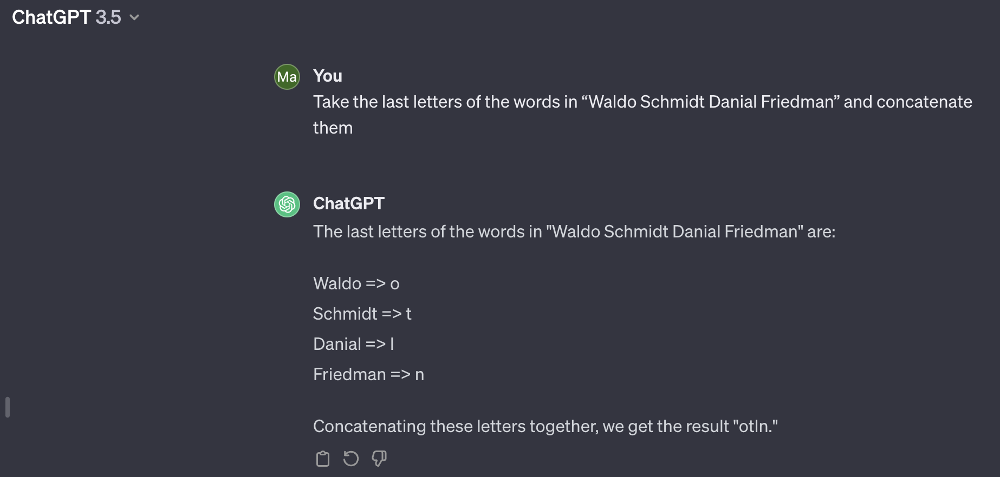 ChatGPT 3.5
Ma
You
Take the last letters of the words in “Waldo Schmidt Danial Friedman” and concatenate
them
ChatGPT
The last letters of the words in "Waldo Schmidt Danial Friedman" are:
Waldo => o
Schmidt => t
Danial => l
Friedman => n
Concatenating these letters together, we get the result "otln."